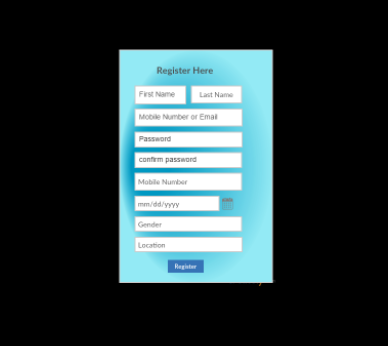 Register Here
First Name Last Name
Mobile Number or Email
Password
confirm password
Mobile Number
mm/dd/yyyy
Gender
Location
Register